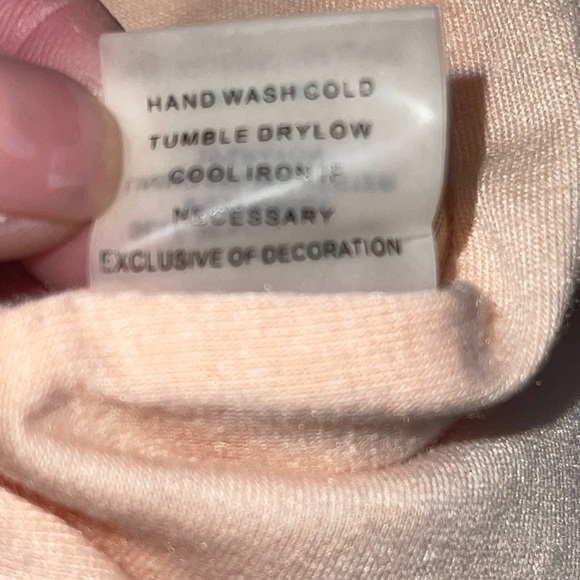 HAND WASH COLD
TUMBLE DRYLOW
COOL IRON IF
NECESSARY
EXCLUSIVE OF DECORATION